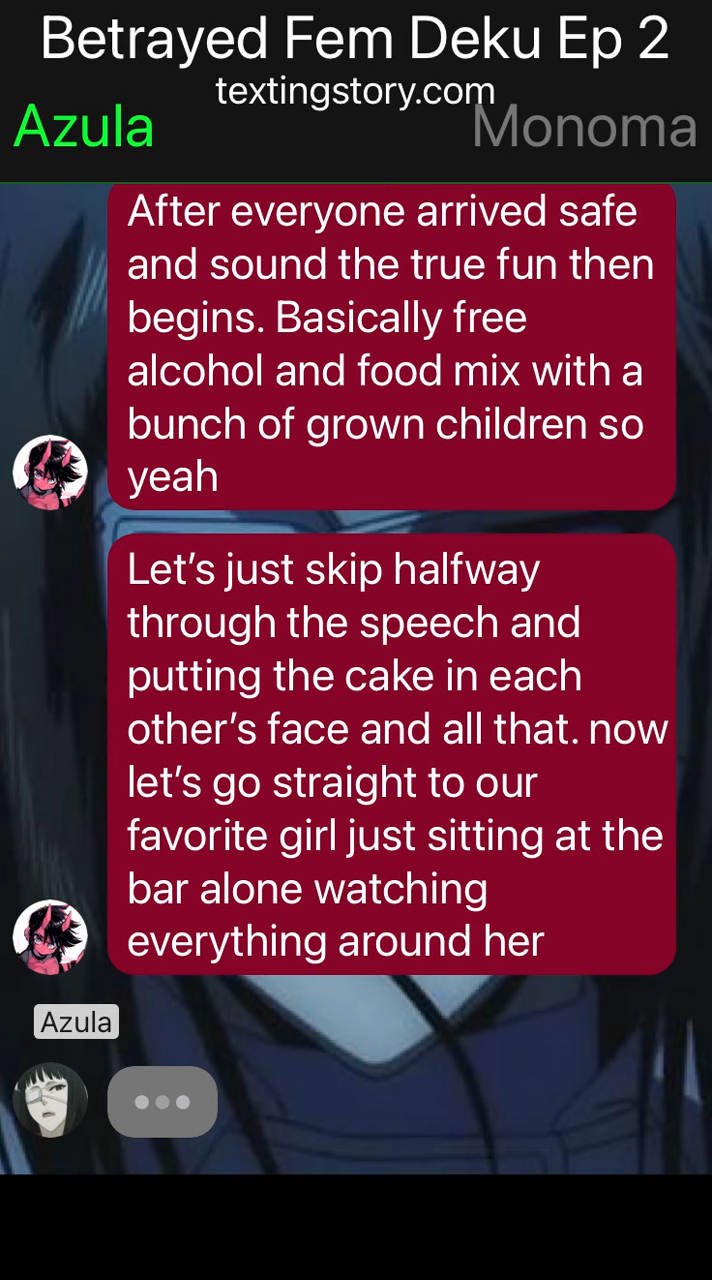 Betrayed Fem Deku Ep 2
textingstory.com
Azula
Monoma
After everyone arrived safe
and sound the true fun then
begins. Basically free
alcohol and food mix with a
bunch of grown children so
yeah
Let’s just skip halfway
through the speech and
putting the cake in each
other’s face and all that. now
let’s go straight to our
favorite girl just sitting at the
bar alone watching
everything around her
Azula